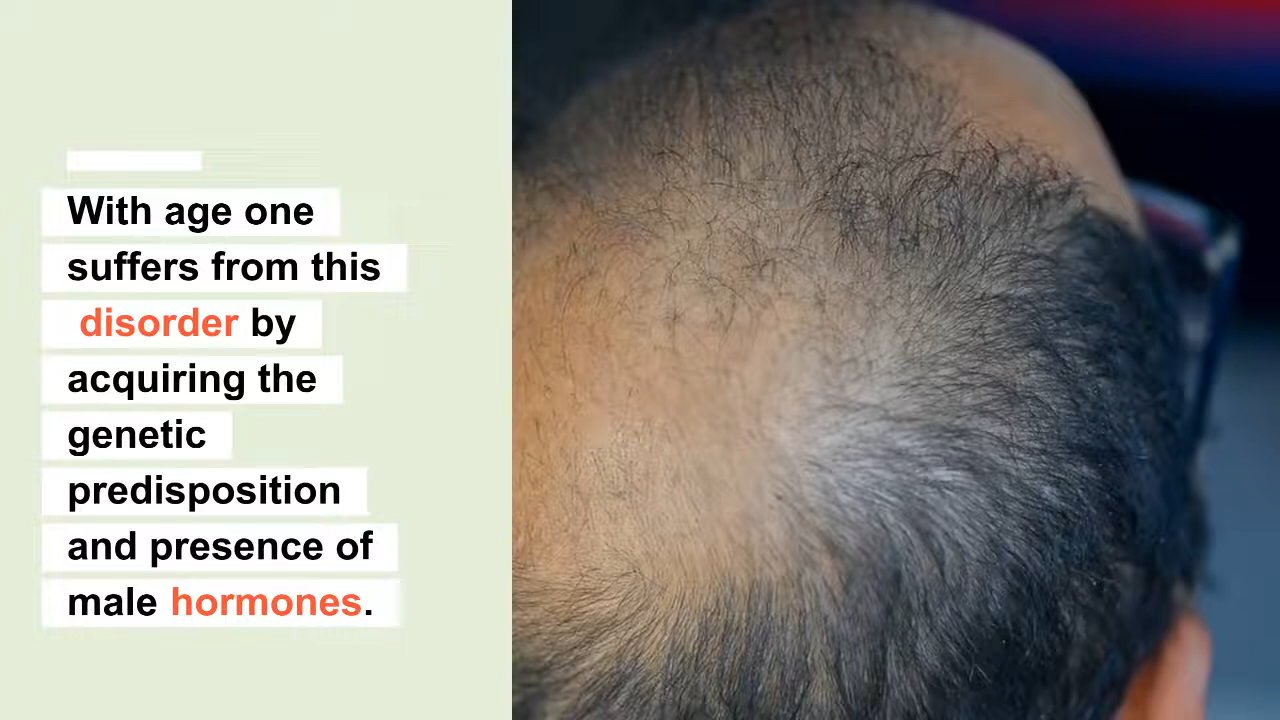 With age one
suffers from this
disorder by
acquiring the
genetic
predisposition
and presence of
male hormones.